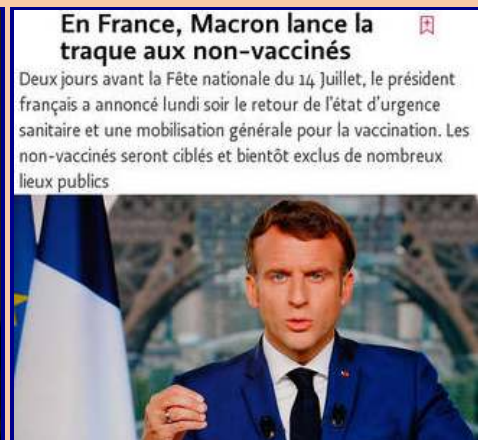 En France, Macron lance la
traque aux non-vaccinés
Deux jours avant la Fête nationale du 14 Juillet, le président
français a annoncé lundi soir le retour de l'état d'urgence
sanitaire et une mobilisation générale pour la vaccination. Les
non-vaccinés seront ciblés et bientôt exclus de nombreux
lieux publics